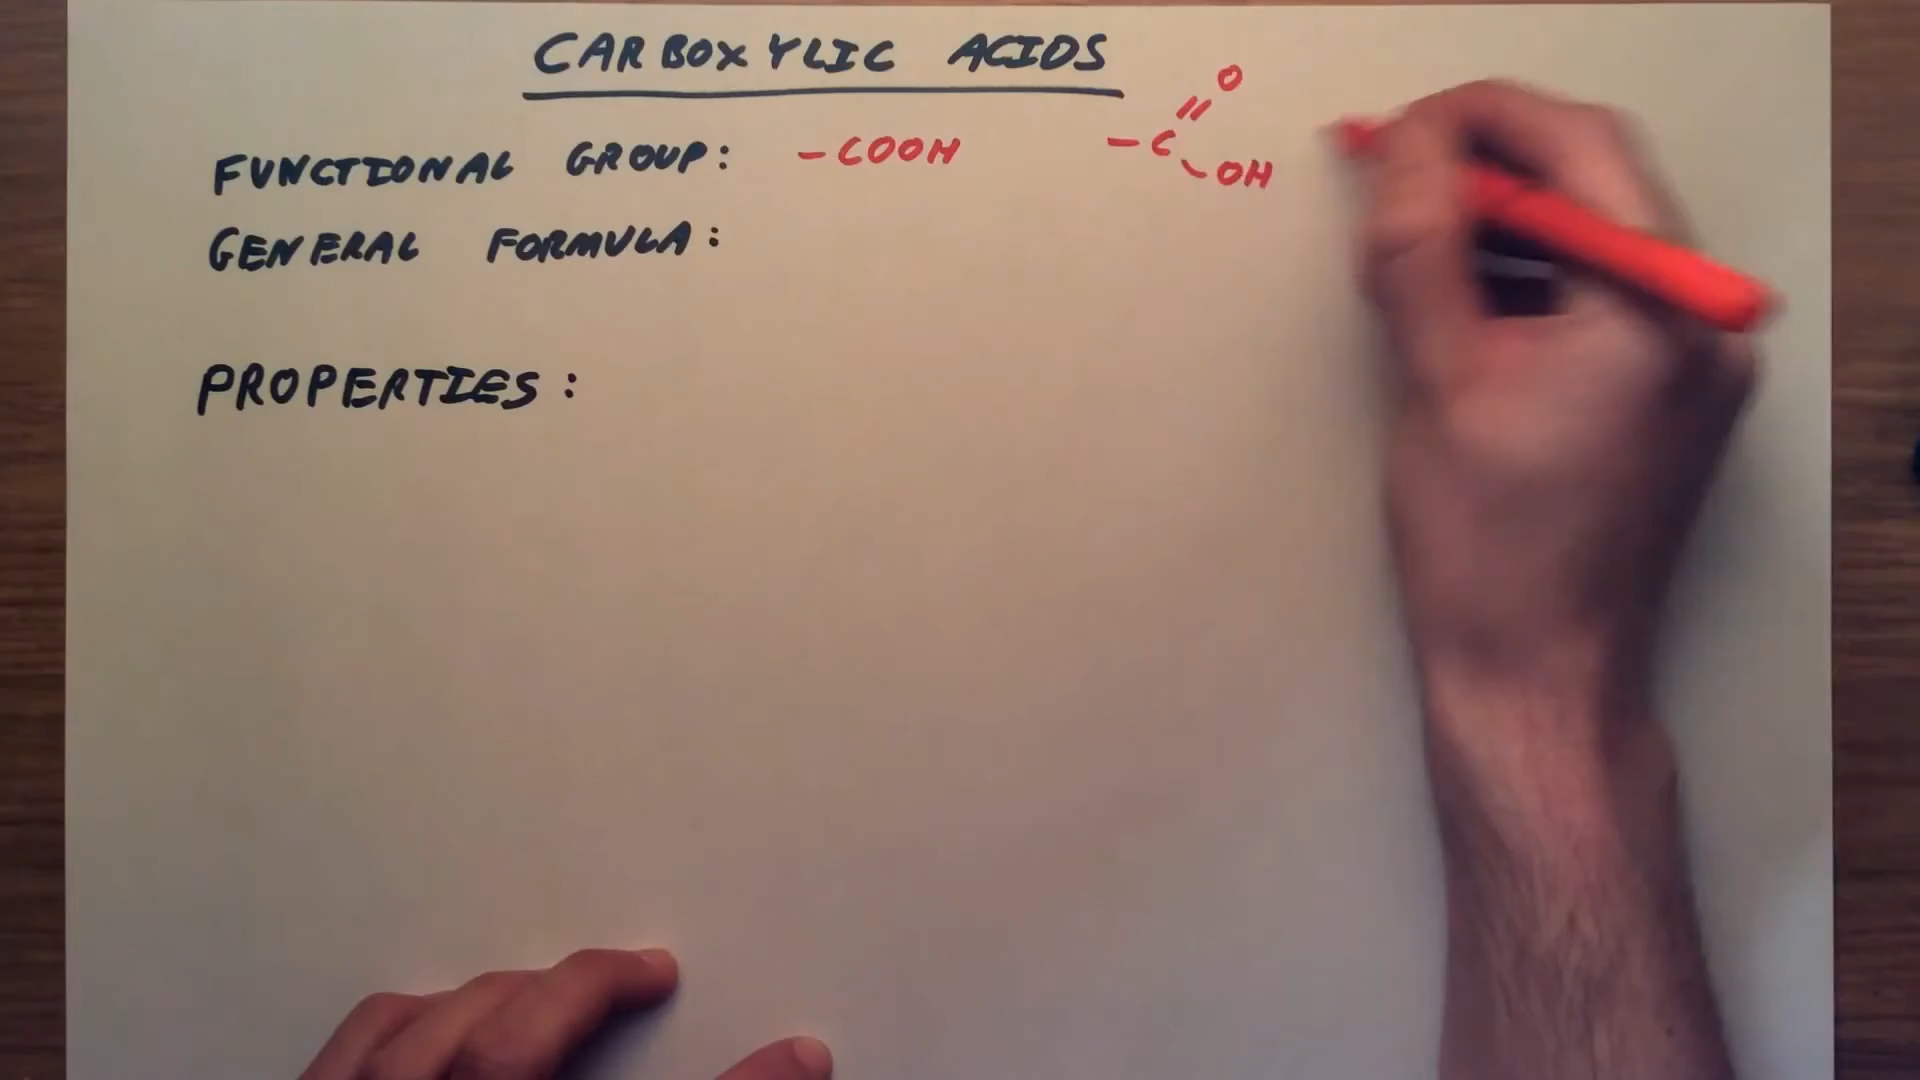 CARBOXYLIC ACIDS
FUNCTIONAL GROUP: -COOH -C=O-OH
GENERAL FORMULA:
PROPERTIES: